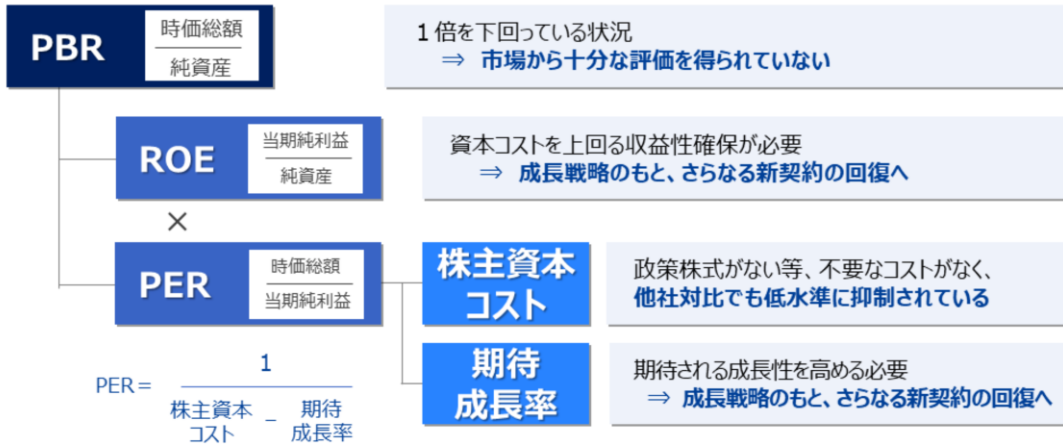 PBR
時価総額
純資産
1倍を下回っている状況
⇒ 市場から十分な評価を得られていない
ROE
当期純利益
純資産
資本コストを上回る収益性確保が必要
⇒ 成長戦略のもと、さらなる新契約の回復へ
×
PER
時価総額
当期純利益
株主資本
コスト
政策株式がない等、不要なコストがなく、
他社対比でも低水準に抑制されている
期待
成長率
期待される成長性を高める必要
⇒ 成長戦略のもと、さらなる新契約の回復へ
PER=
1
株主資本
コスト
−
期待
成長率